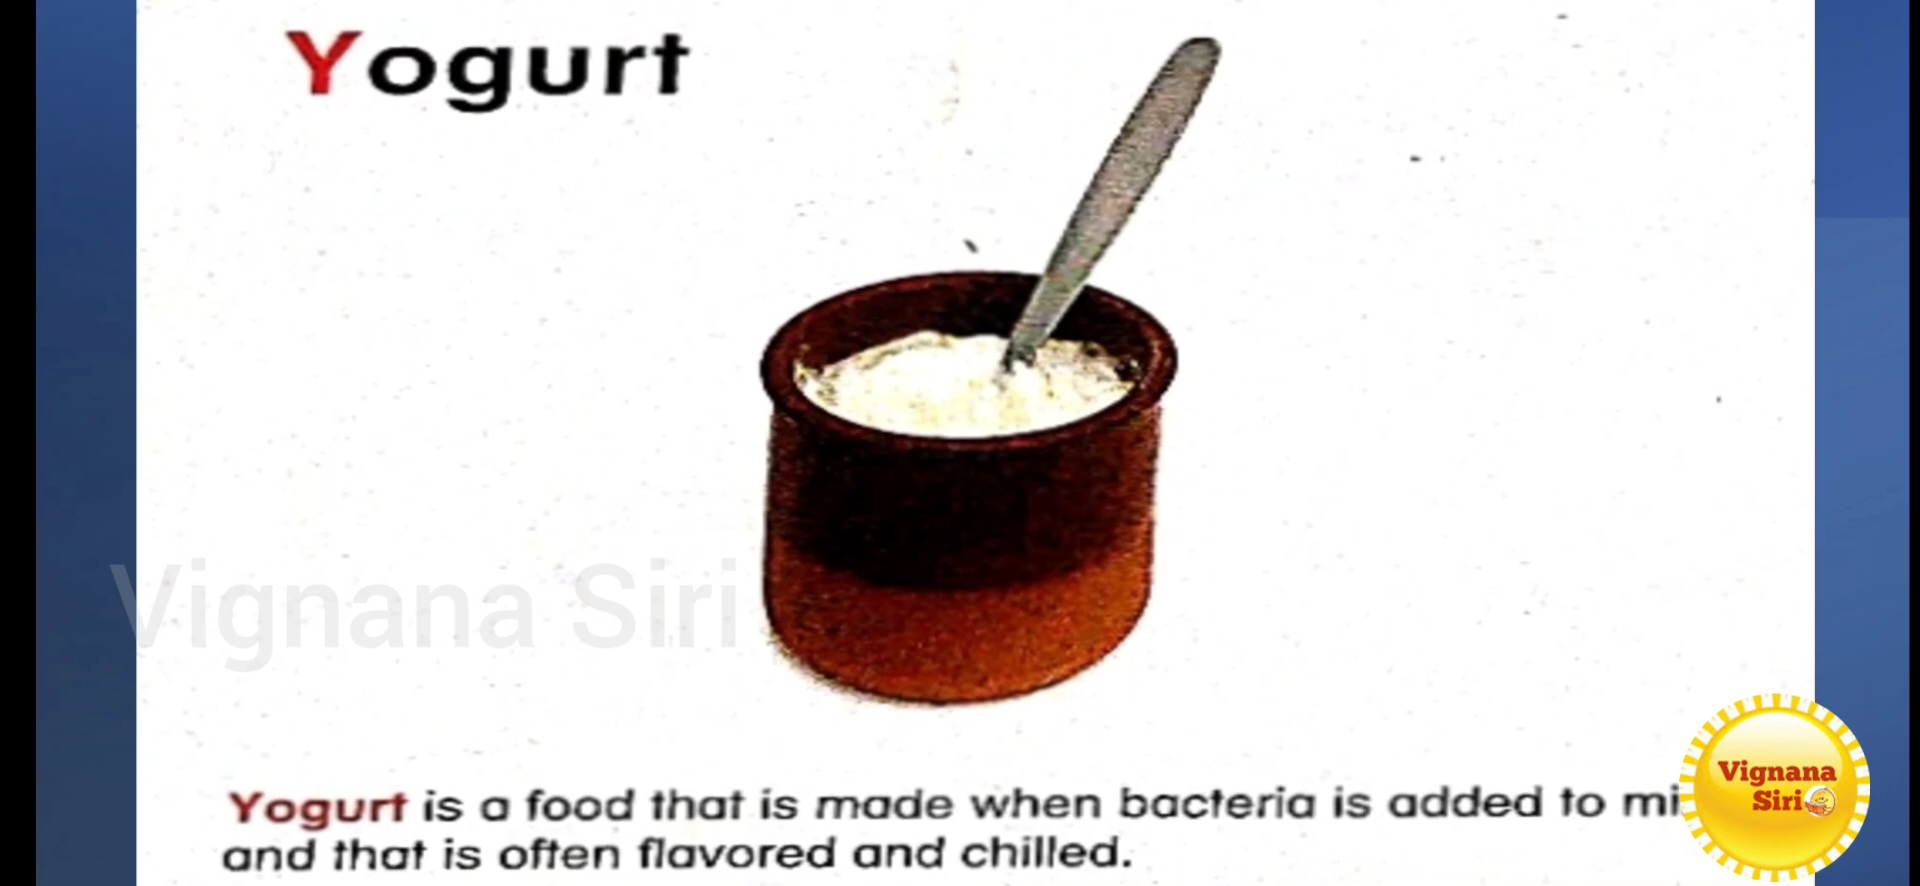 Yogurt
Vignana Siri
Yogurt is a food that is made when bacteria is added to mi
and that is often flavored and chilled.
Vignana
Siri